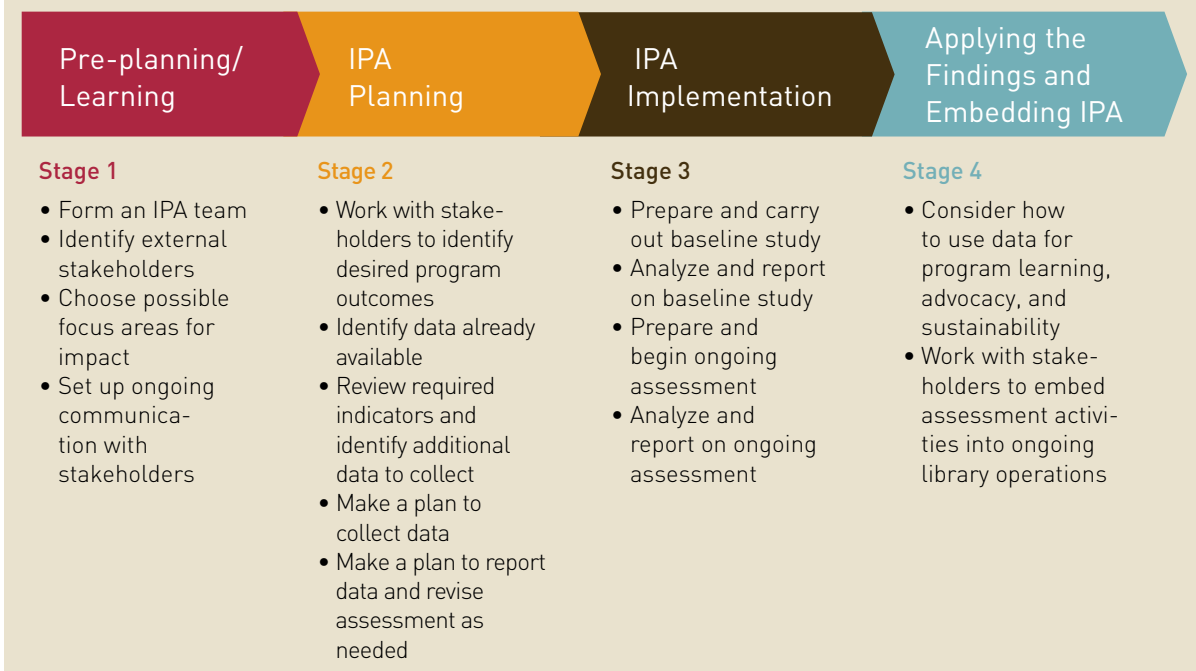 Pre-planning/
Learning
IPA
Planning
IPA
Implementation
Applying the
Findings and
Embedding IPA
Stage 1
• Form an IPA team
• Identify external
stakeholders
• Choose possible
focus areas for
impact
• Set up ongoing
communica-
tion with
stakeholders
Stage 2
• Work with stake-
holders to identify
desired program
outcomes
• Identify data already
available
• Review required
indicators and
identify additional
data to collect
• Make a plan to
collect data
• Make a plan to report
data and revise
assessment as
needed
Stage 3
• Prepare and carry
out baseline study
• Analyze and report
on baseline study
• Prepare and
begin ongoing
assessment
• Analyze and
report on ongoing
assessment
Stage 4
• Consider how
to use data for
program learning,
advocacy, and
sustainability
• Work with stake-
holders to embed
assessment activi-
ties into ongoing
library operations